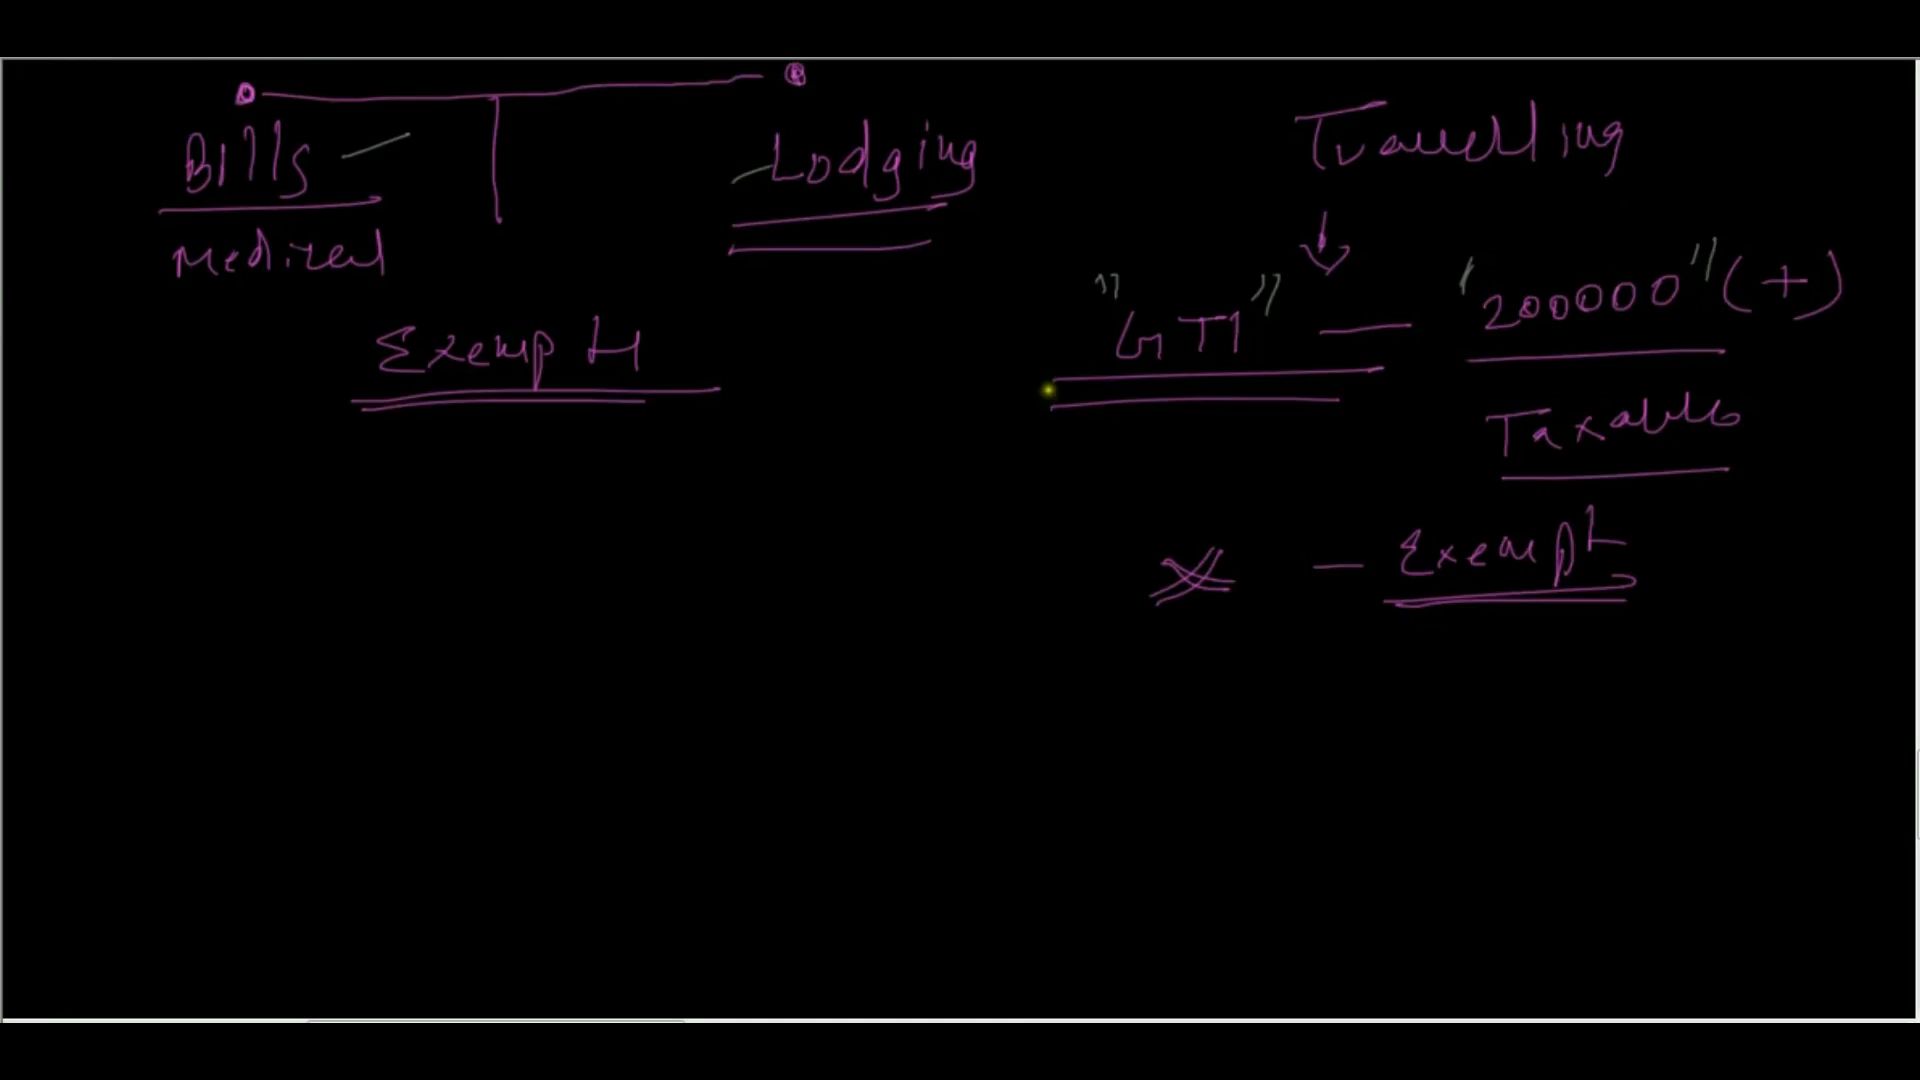 Bills
Medical
Lodging
Exempt
Travelling
"GTI" — "200000" (+)
Taxable
— Exempt